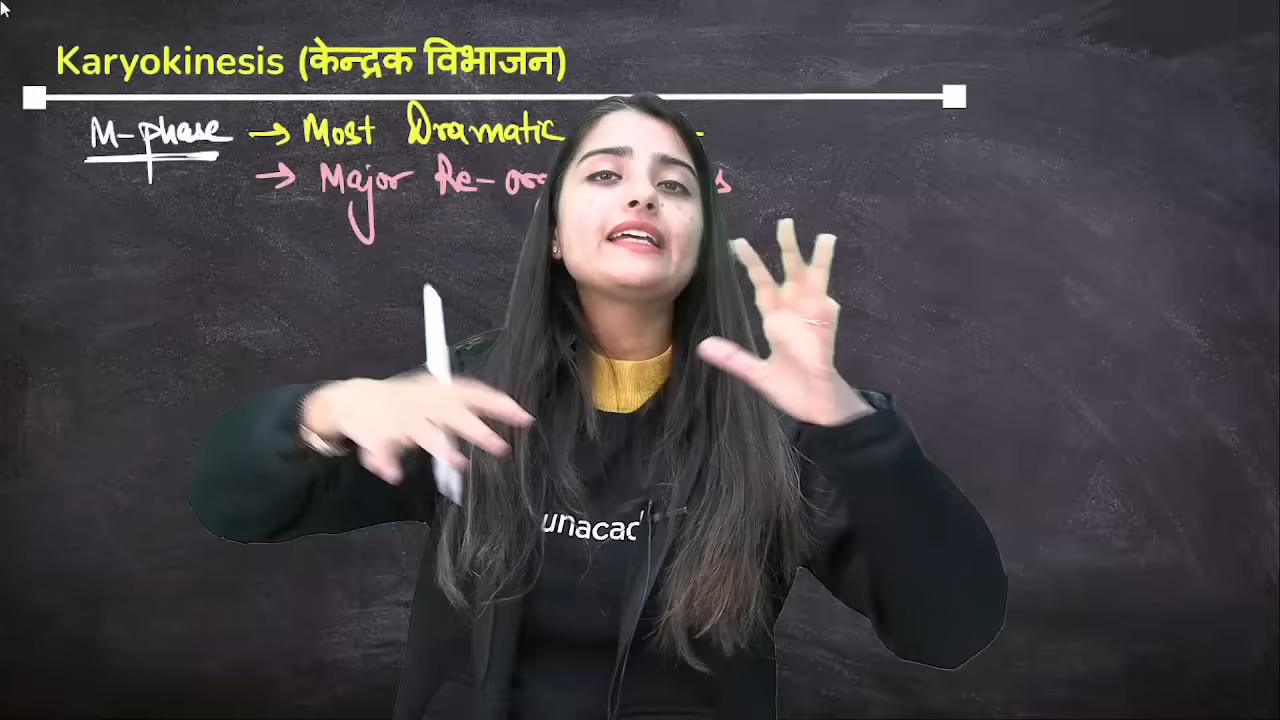 Karyokinesis (केन्द्रक विभाजन)
M-phase → Most Dramatic
→ Major Re-
unacad